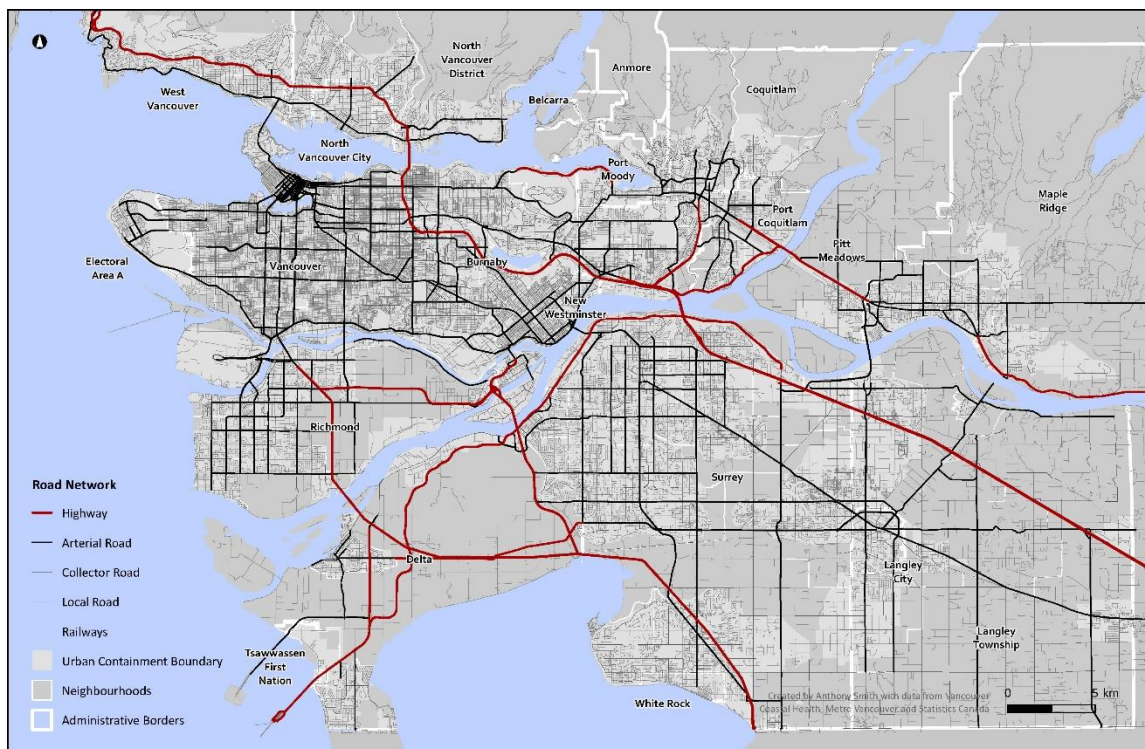 North
Vancouver
District
Anmore
Coquitlam
West
Vancouver
Belcarra
North
Vancouver City
Port
Moody
Maple
Ridge
Port
Coquitlam
Electoral
Area A
Vancouver
Burnaby
Pitt
Meadows
New
Westminster
Richmond
Surrey
Road Network
Highway
Arterial Road
Delta
Collector Road
Langley
City
Local Road
Railways
Langley
Township
Tsawwassen
First
Nation
Urban Containment Boundary
Neighbourhoods
Administrative Borders
White Rock
Created by Anthony Smith with data from Vancouver
Coastal Health, Metro Vancouver and Statistics Canada
0 5 km